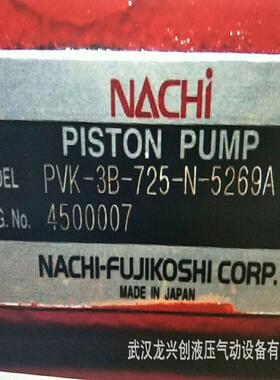 NACHi
PISTON PUMP
DEL PVK-3B-725-N-5269A
G. No. 4500007
NACHI-FUJIKOSHI CORP.
MADE IN JAPAN
武汉龙兴创液压气动设备有